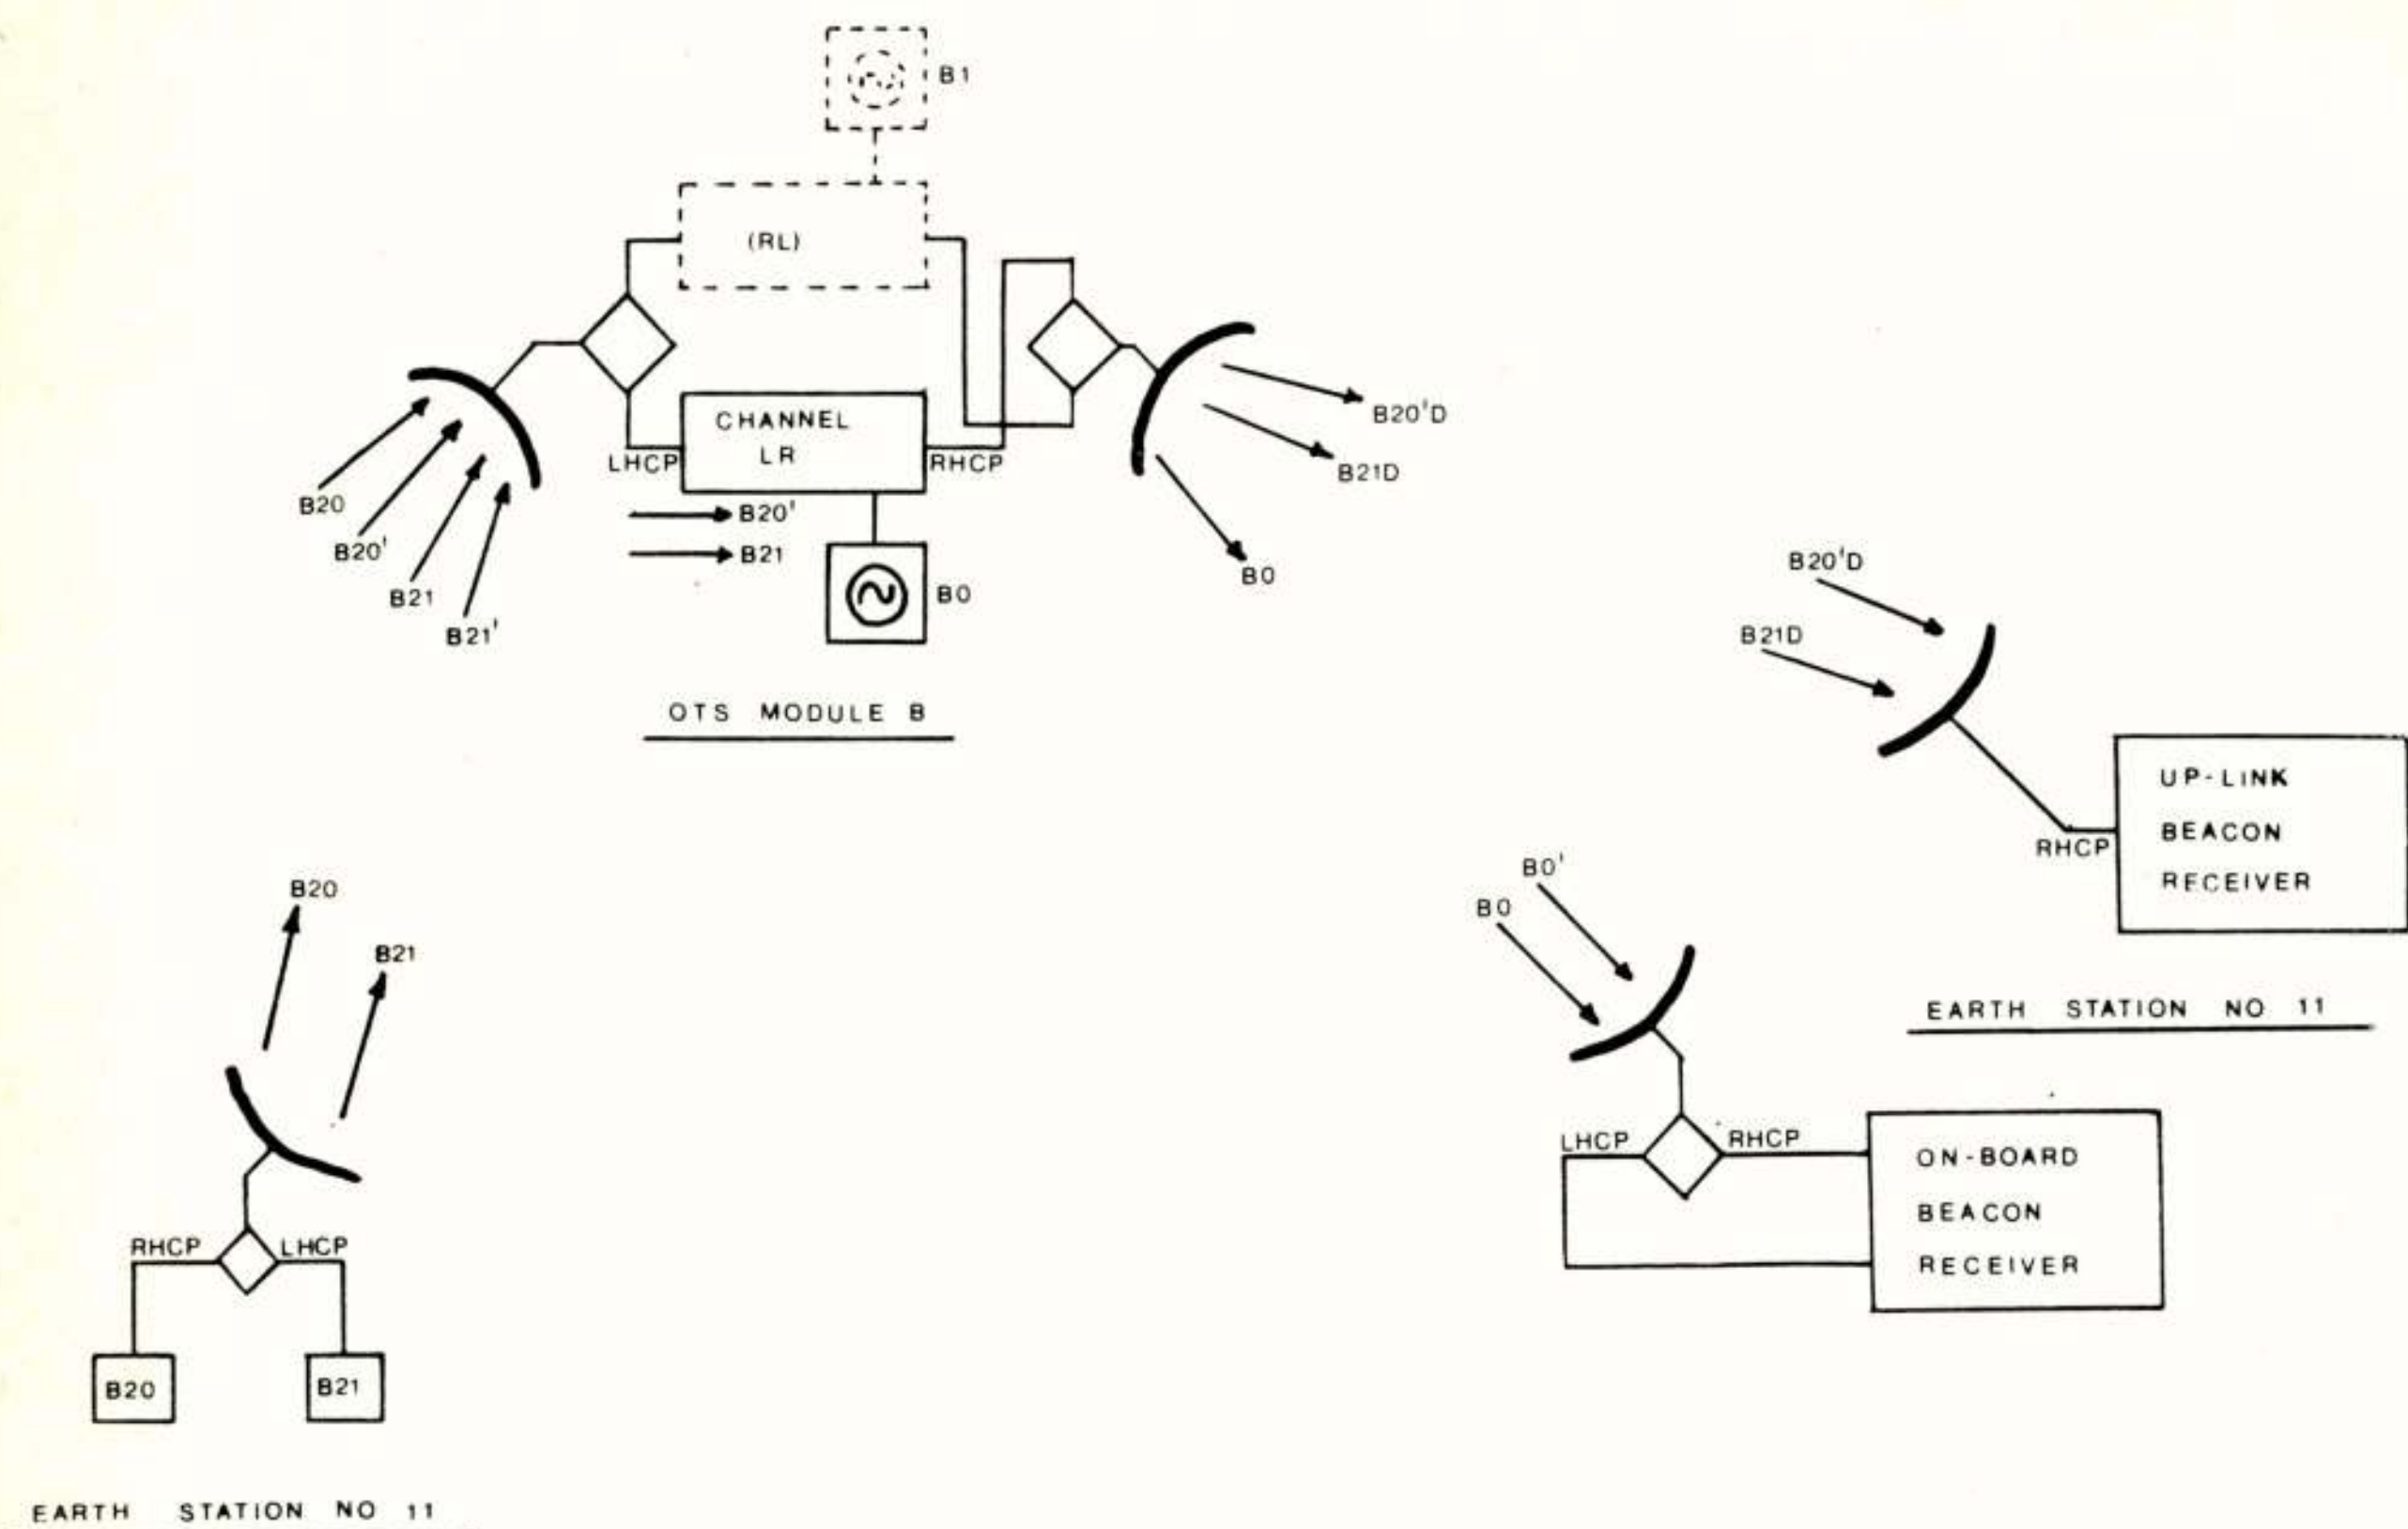 B1
(RL)
CHANNEL
LR
LHCP
RHCP
B20'
B21
B0
B20
B20'
B21
B21'
B20'D
B21D
B0
OTS MODULE B
B20'D
B21D
UP-LINK
BEACON
RECEIVER
RHCP
EARTH STATION NO 11
B0'
B0
LHCP
RHCP
ON-BOARD
BEACON
RECEIVER
B20
B21
RHCP
LHCP
B20
B21
EARTH STATION NO 11